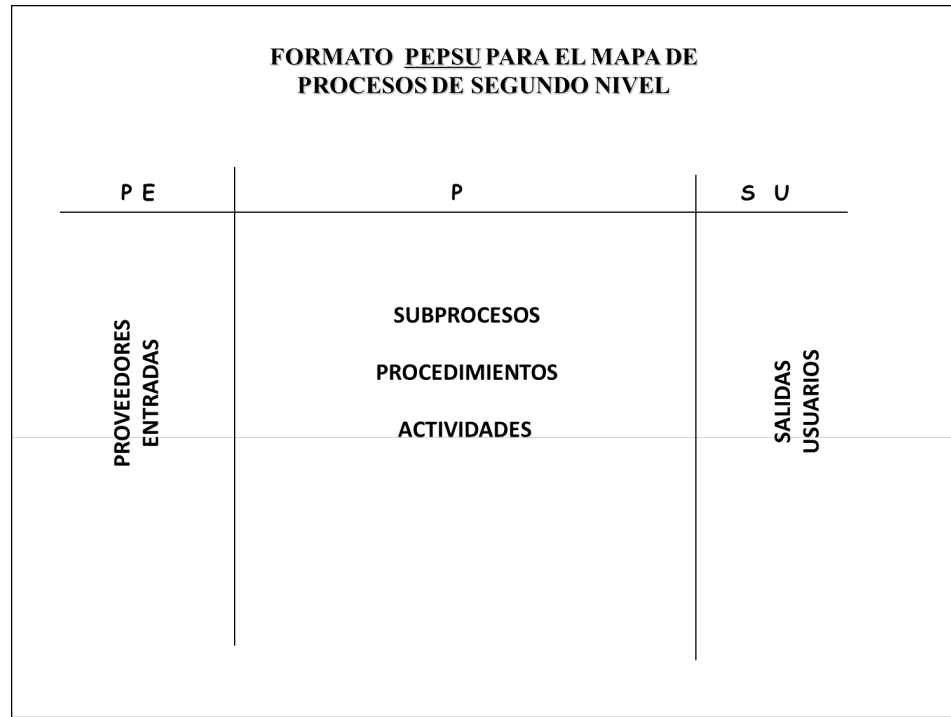 FORMATO PEPSU PARA EL MAPA DE
PROCESOS DE SEGUNDO NIVEL
P E
P
S U
PROVEEDORES
ENTRADAS
SUBPROCESOS
PROCEDIMIENTOS
ACTIVIDADES
SALIDAS
USUARIOS